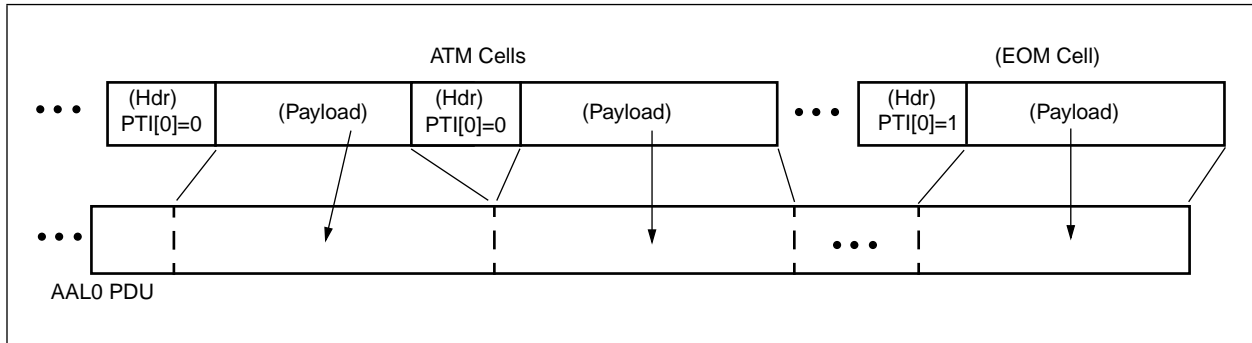 ATM Cells
(EOM Cell)
(Hdr)
PTI[0]=0
(Payload)
(Hdr)
PTI[0]=0
(Payload)
(Hdr)
PTI[0]=1
(Payload)
AAL0 PDU